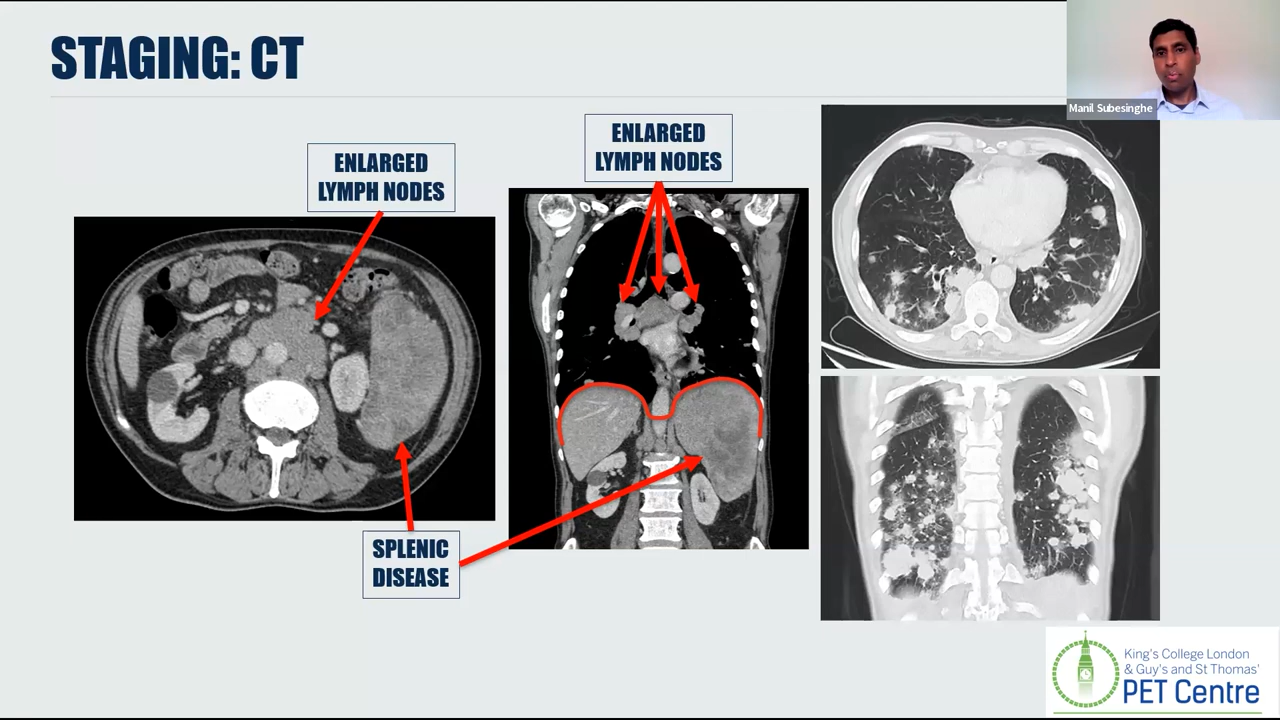 STAGING: CT
Manil Subesinghe
ENLARGED
LYMPH NODES
ENLARGED
LYMPH NODES
SPLENIC
DISEASE
King's College London
& Guy's and St Thomas'
PET Centre